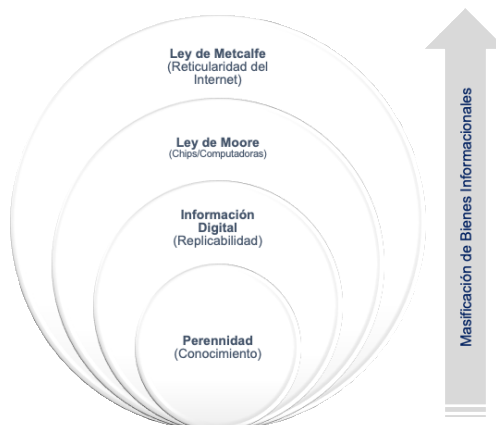 Ley de Metcalfe
(Reticularidad del
Internet)
Ley de Moore
(Chips/Computadoras)
Información
Digital
(Replicabilidad)
Perennidad
(Conocimiento)
Masificación de Bienes Informacionales